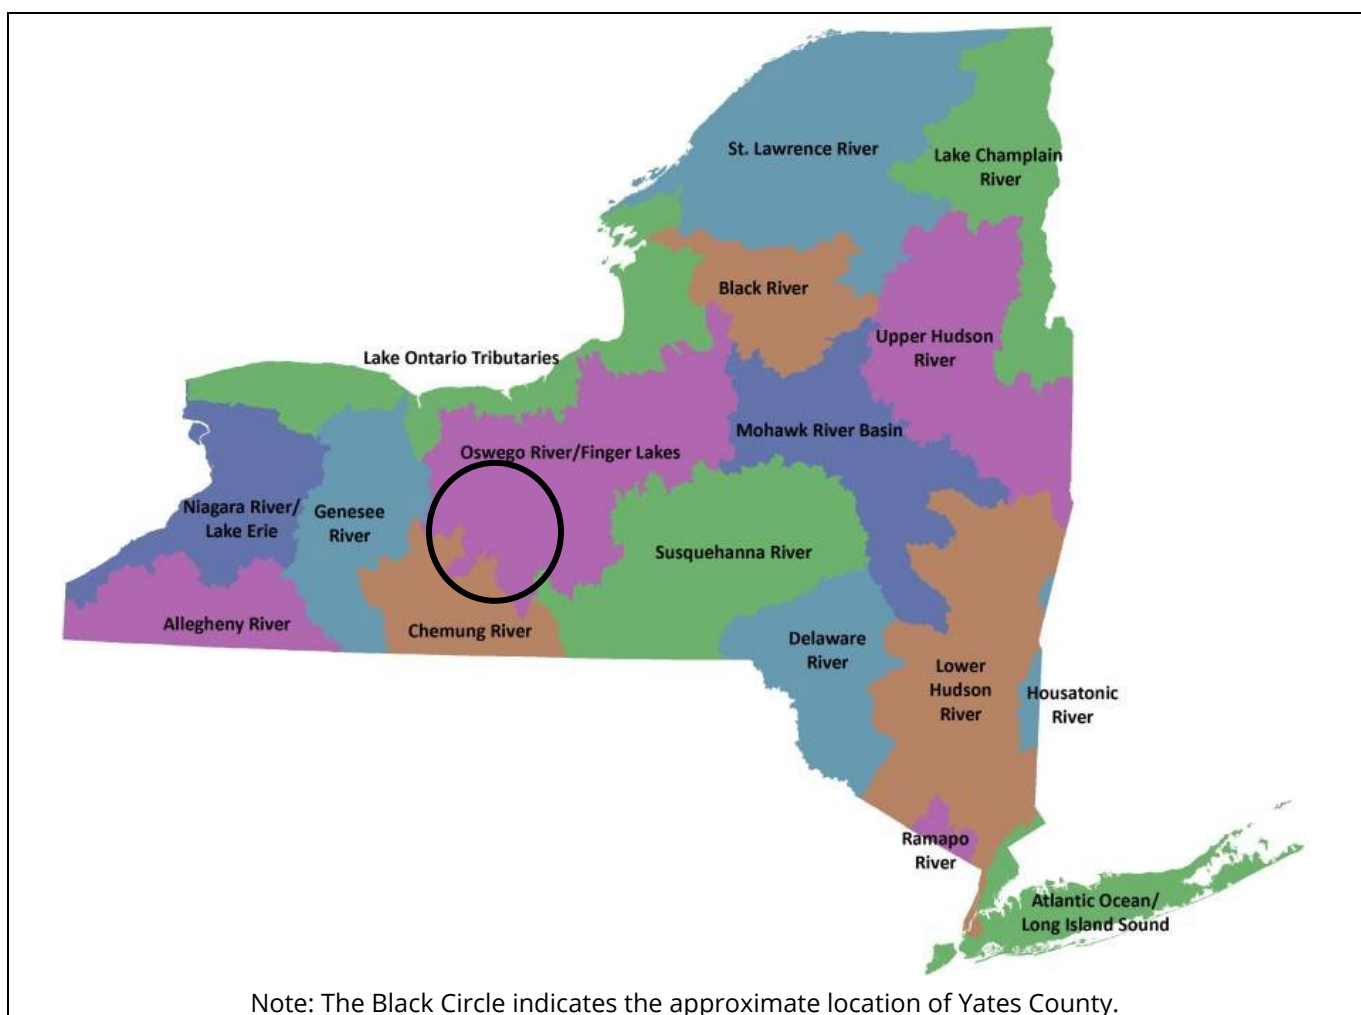 St. Lawrence River
Lake Champlain
River
Black River
Upper Hudson
River
Lake Ontario Tributaries
Mohawk River Basin
Oswego River/Finger Lakes
Niagara River/
Lake Erie
Genesee
River
Susquehanna River
Allegheny River
Chemung River
Delaware
River
Lower
Hudson
River
Housatonic
River
Ramapo
River
Atlantic Ocean/
Long Island Sound
Note: The Black Circle indicates the approximate location of Yates County.